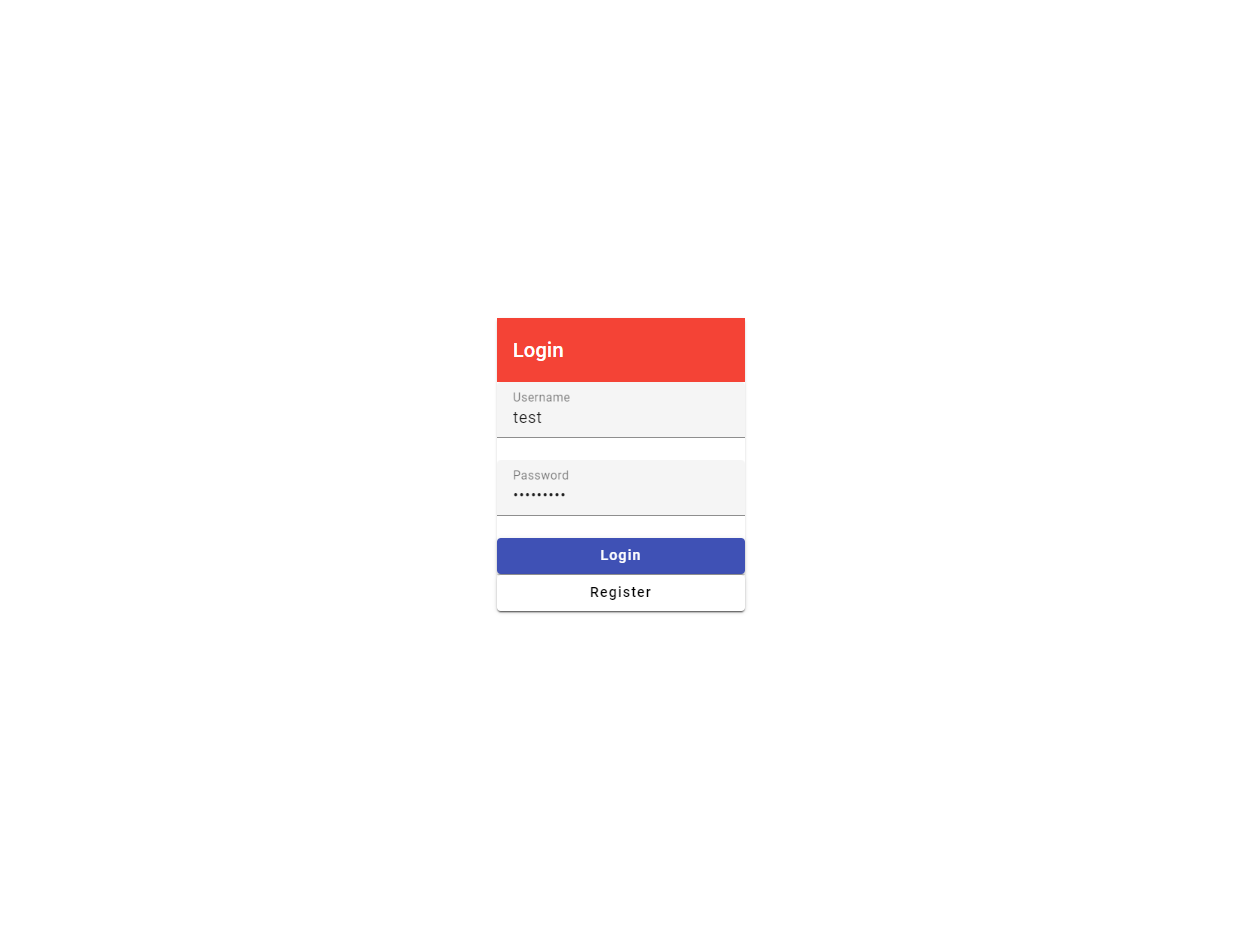 Login
Username
test
Password
•••••••••
Login
Register